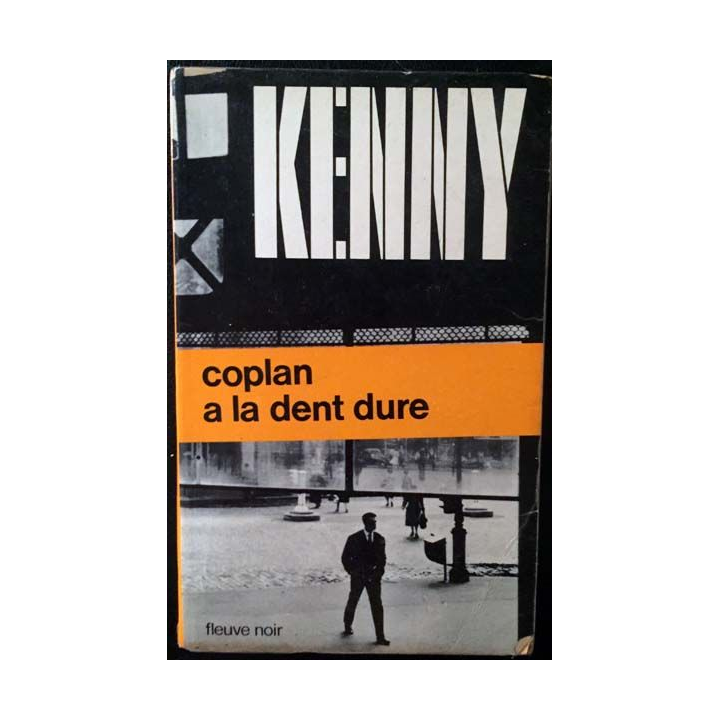 KENNY
coplan
a la dent dure
fleuve noir